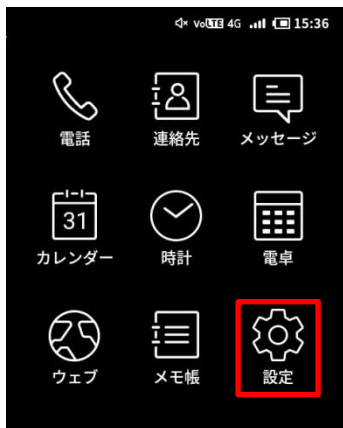 VoLTE 4G 15:36
電話 連絡先 メッセージ
31
カレンダー 時計 電卓
ウェブ メモ帳 設定